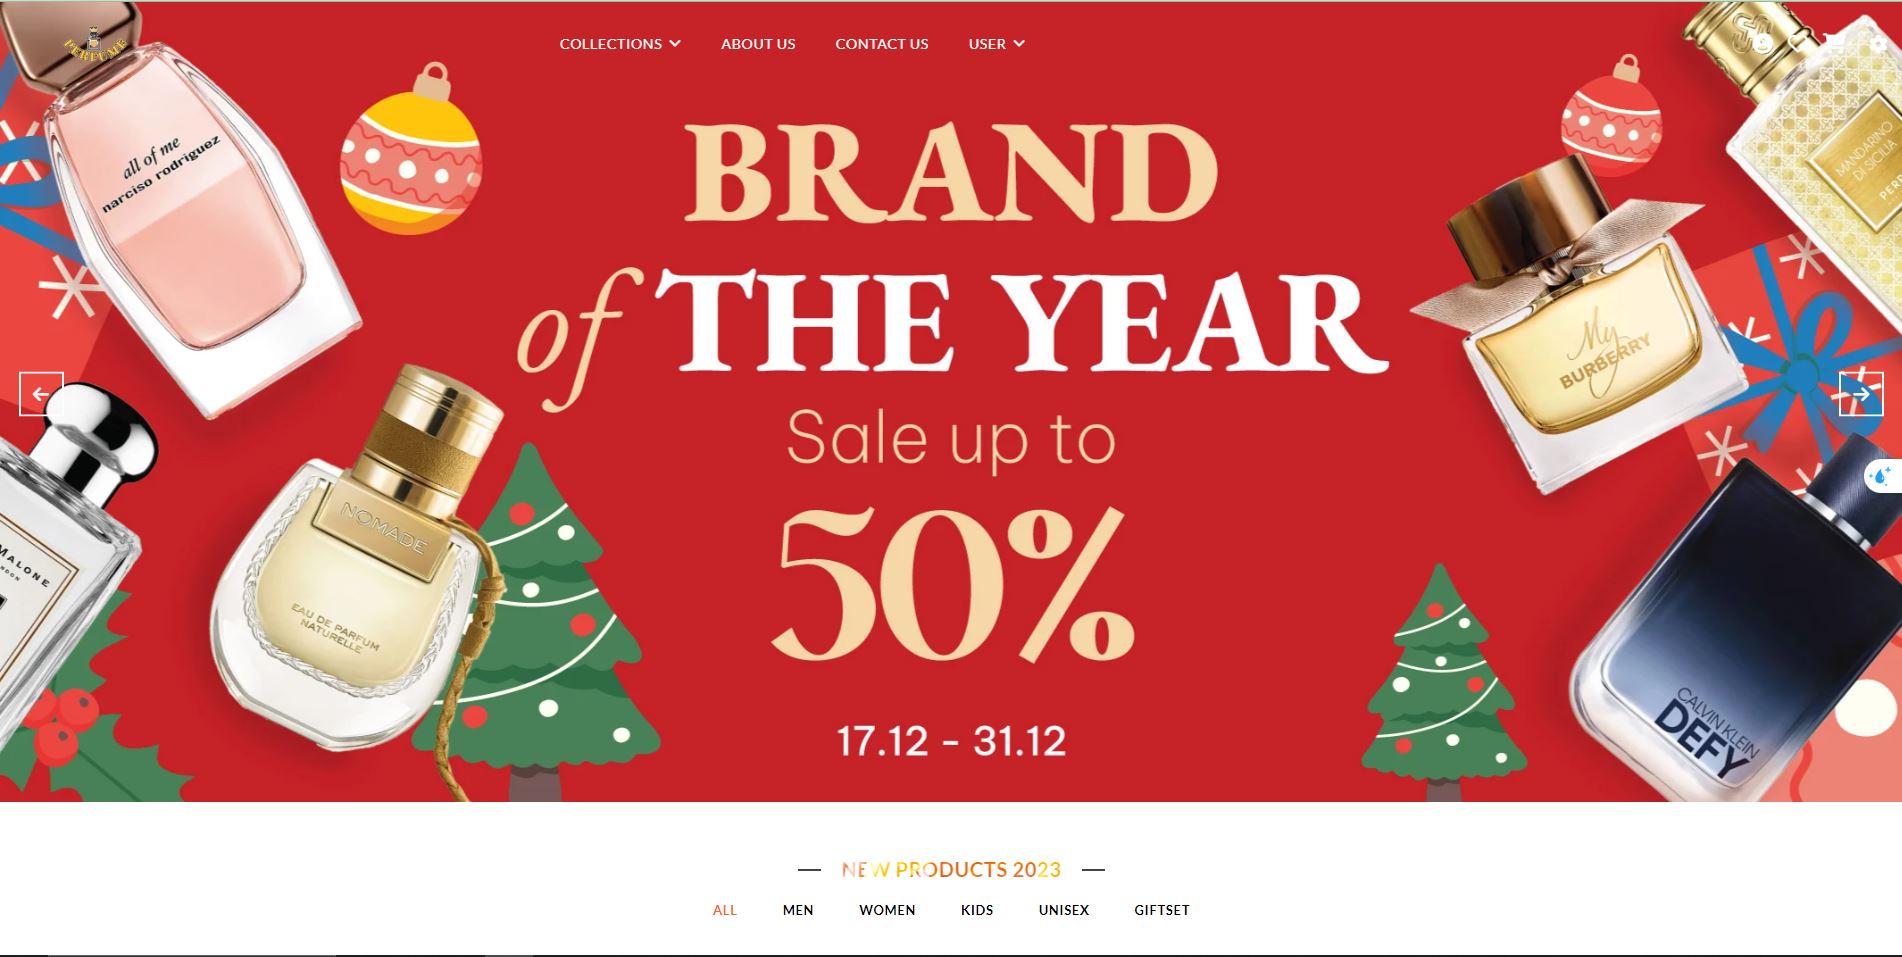 PERFUME
COLLECTIONS
ABOUT US
CONTACT US
USER
all of me
narciso rodriguez
BRAND
of THE YEAR
Sale up to
50%
17.12 - 31.12
MANDARINO
DI SICILIA
My
BURBERRY
NOMADE
EAU DE PARFUM
NATURELLE
MALONE
CALVIN KLEIN
DEFY
NEW PRODUCTS 2023
ALL
MEN
WOMEN
KIDS
UNISEX
GIFTSET